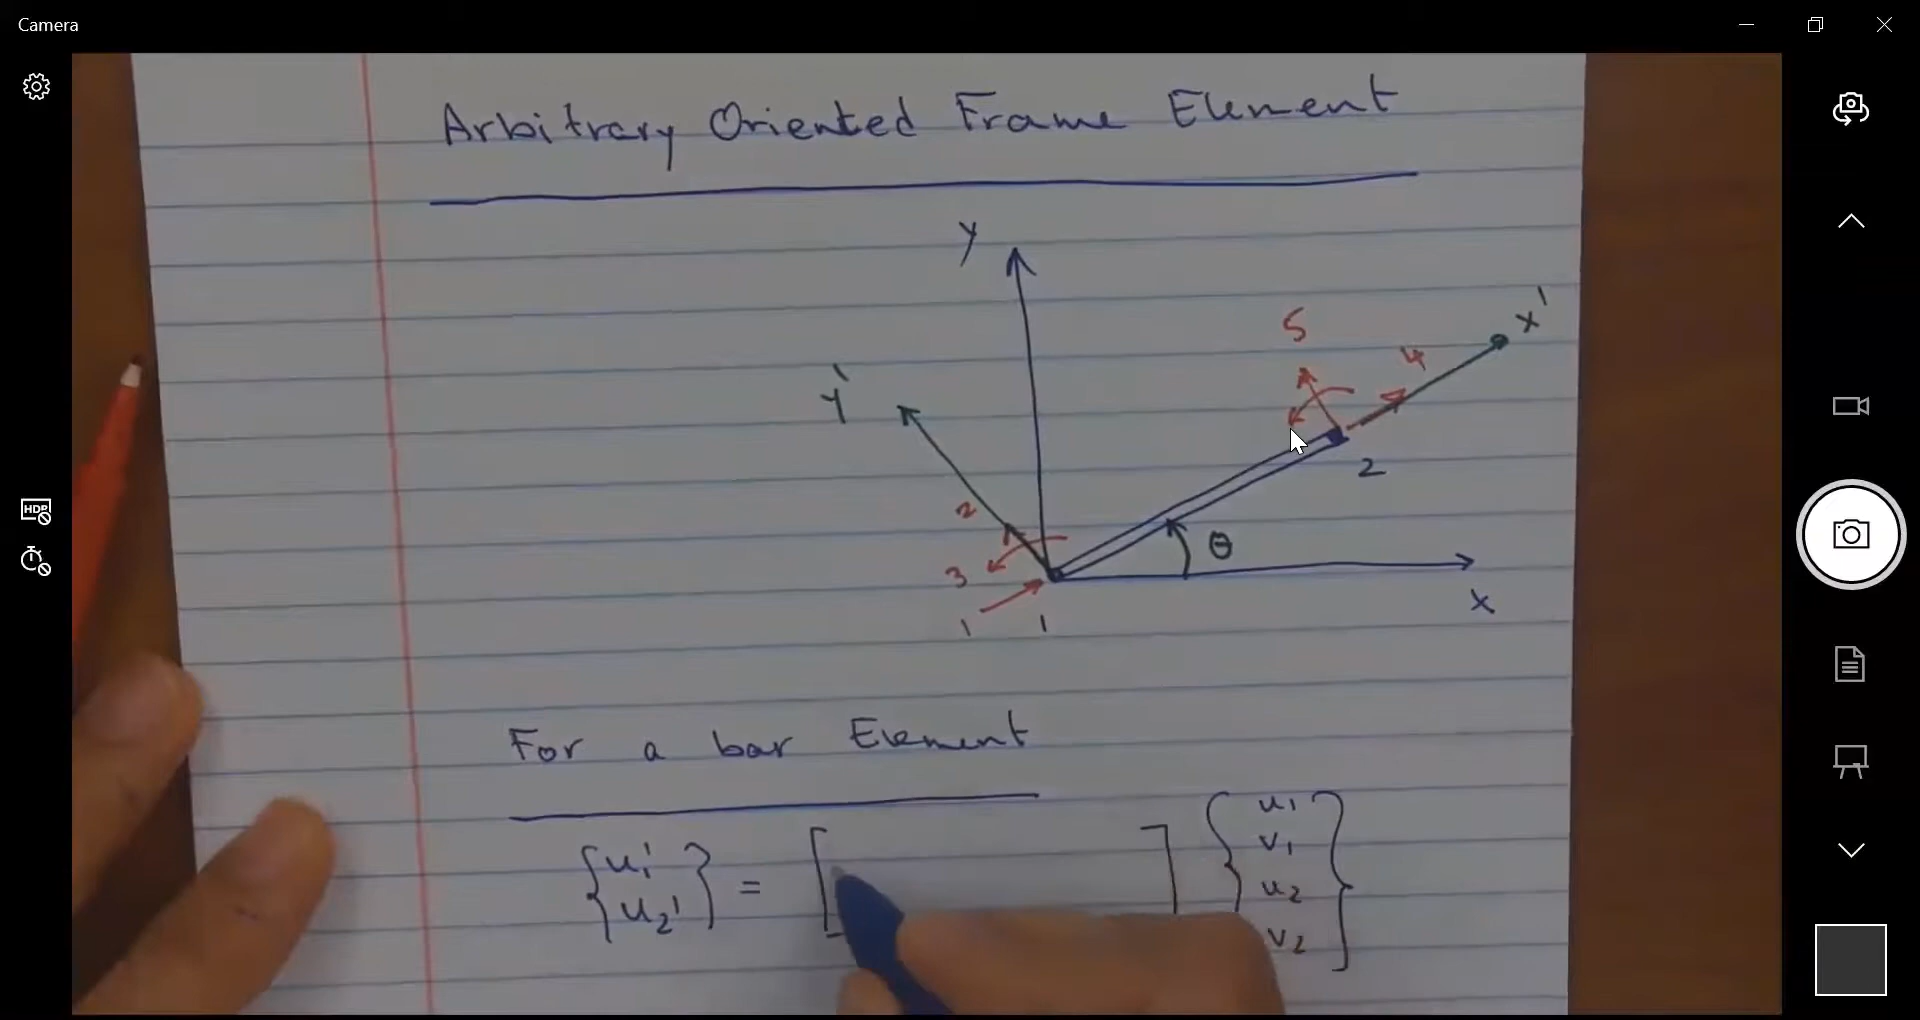 Camera
HDR
Arbitrary Oriented Frame Element
y
x'
5
4
y'
2
2
θ
3
x
1
1
For a bar Element
{u₁' u₂'} = [ ] {u₁ v₁ u₂ v₂}